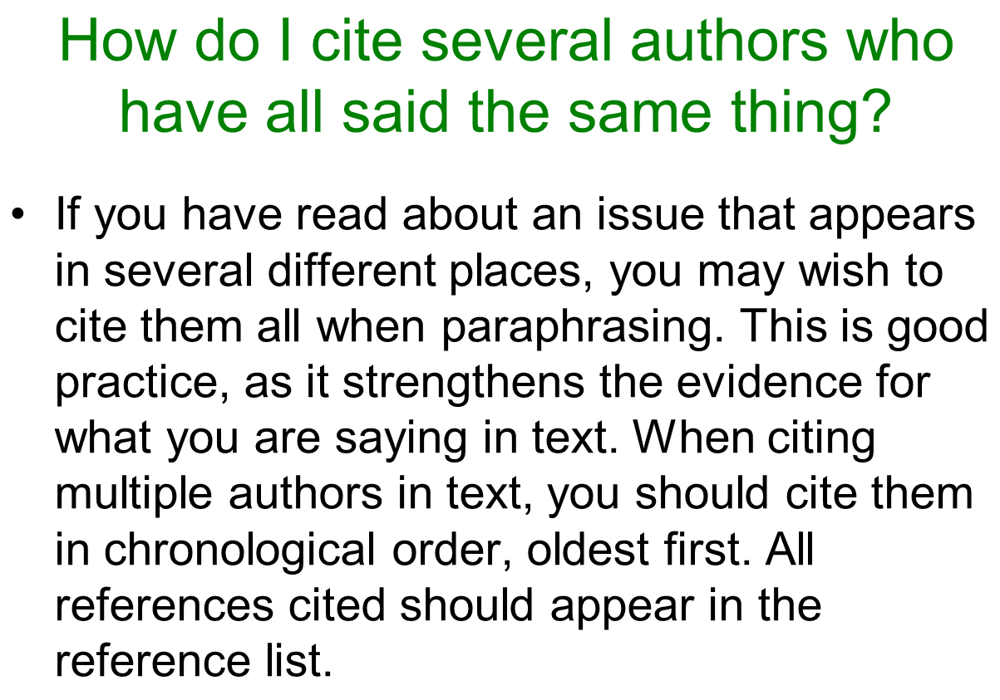 How do I cite several authors who
have all said the same thing?
• If you have read about an issue that appears
in several different places, you may wish to
cite them all when paraphrasing. This is good
practice, as it strengthens the evidence for
what you are saying in text. When citing
multiple authors in text, you should cite them
in chronological order, oldest first. All
references cited should appear in the
reference list.